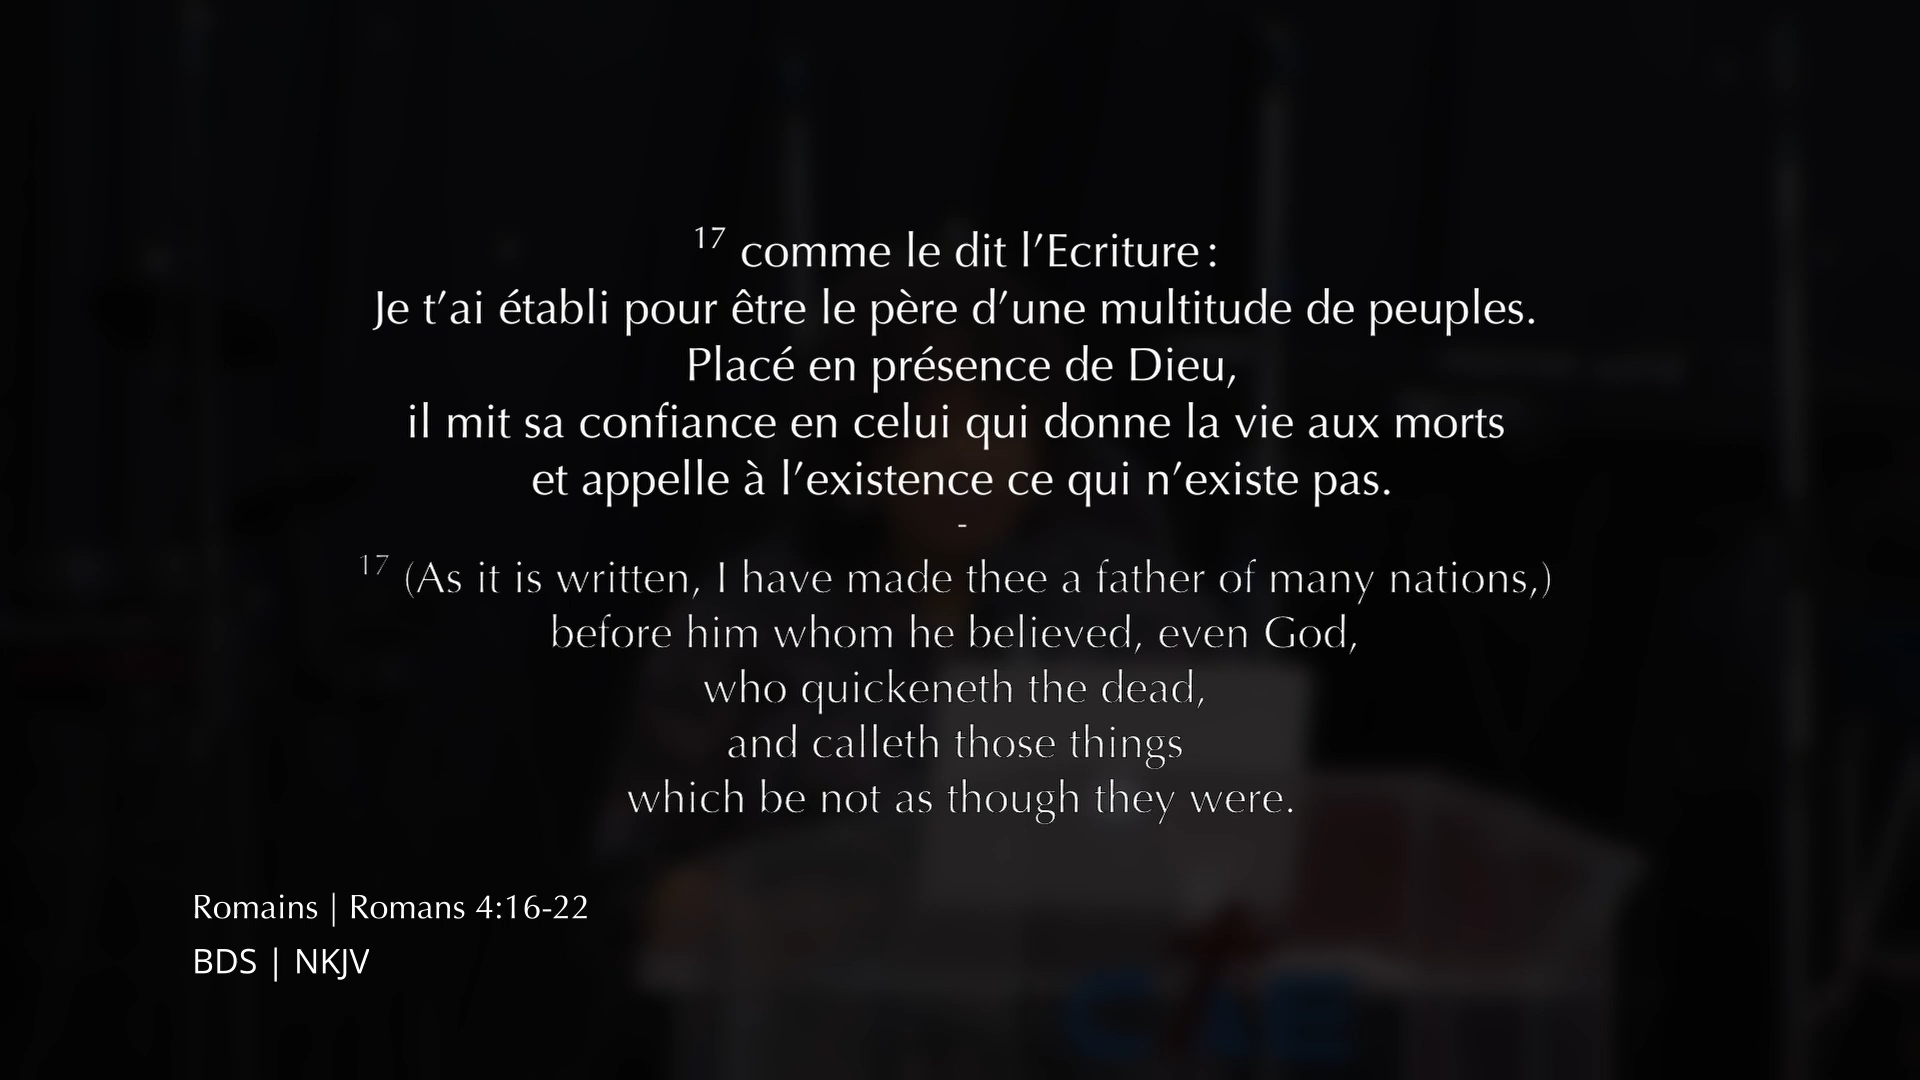 17 comme le dit l’Ecriture :
Je t’ai établi pour être le père d’une multitude de peuples.
Placé en présence de Dieu,
il mit sa confiance en celui qui donne la vie aux morts
et appelle à l’existence ce qui n’existe pas.
-
17 (As it is written, I have made thee a father of many nations,)
before him whom he believed, even God,
who quickeneth the dead,
and calleth those things
which be not as though they were.
Romains | Romans 4:16-22
BDS | NKJV